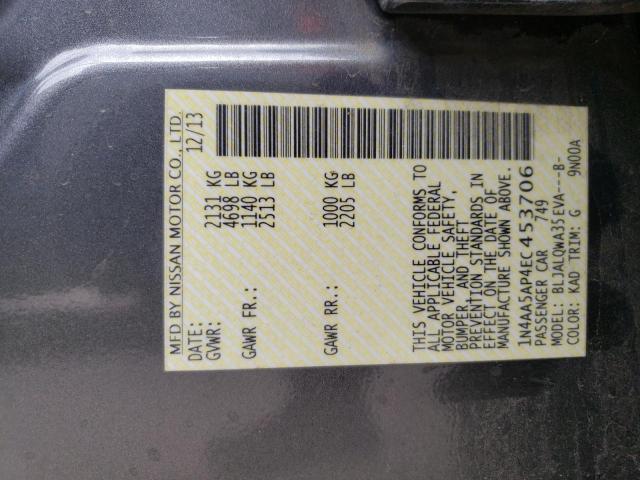 MFD BY NISSAN MOTOR CO., LTD.
DATE: 12/13
GVWR: 2131 KG
4698 LB
GAWR FR.: 1140 KG
2513 LB
GAWR RR.: 1000 KG
2205 LB
THIS VEHICLE CONFORMS TO
ALL APPLICABLE FEDERAL
MOTOR VEHICLE SAFETY,
BUMPER, AND THEFT
PREVENTION STANDARDS IN
EFFECT ON THE DATE OF
MANUFACTURE SHOWN ABOVE.
1N4AA5AP4EC453706
PASSENGER CAR 749
MODEL: BLJALQWA35EVA---B-
COLOR: KAD TRIM: G 9N00A